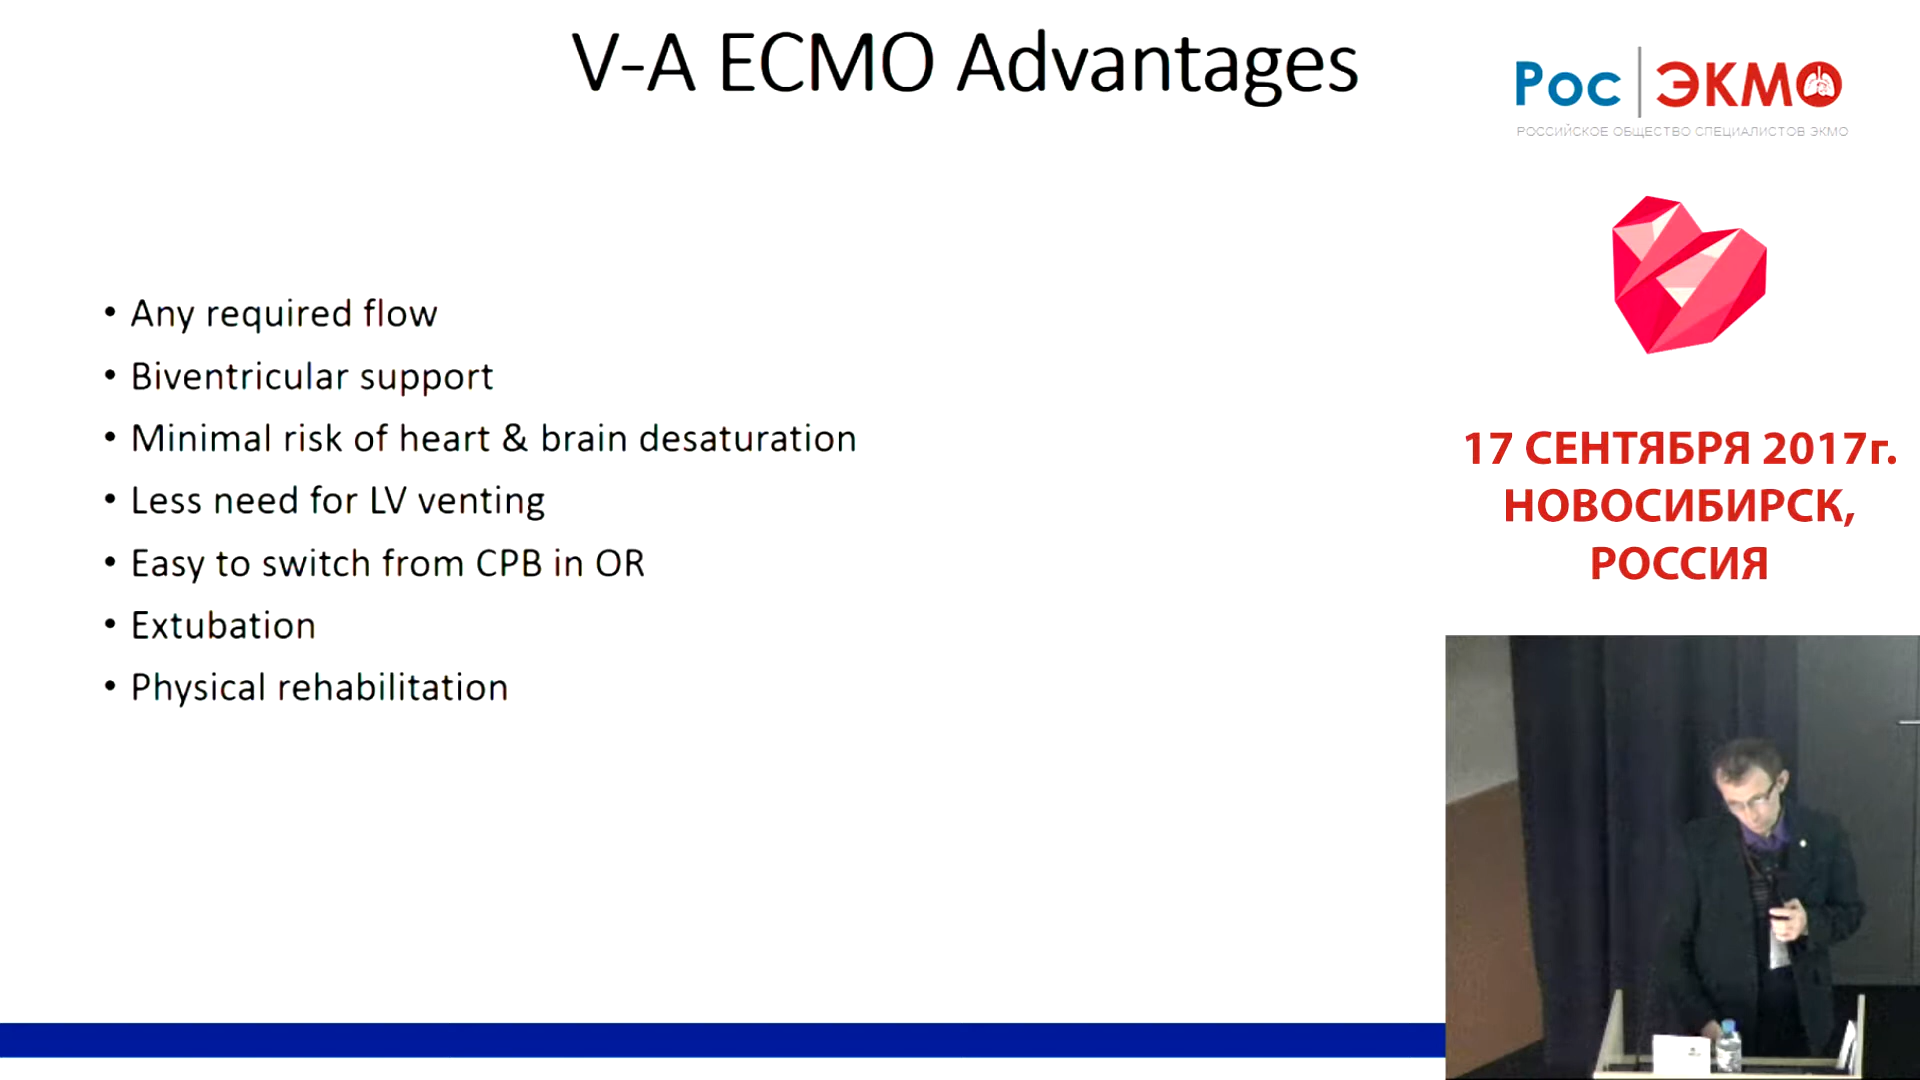 V-A ECMO Advantages
• Any required flow
• Biventricular support
• Minimal risk of heart & brain desaturation
• Less need for LV venting
• Easy to switch from CPB in OR
• Extubation
• Physical rehabilitation
Рос ЭКМО
РОССИЙСКОЕ ОБЩЕСТВО СПЕЦИАЛИСТОВ ЭКМО
17 СЕНТЯБРЯ 2017г.
НОВОСИБИРСК,
РОССИЯ